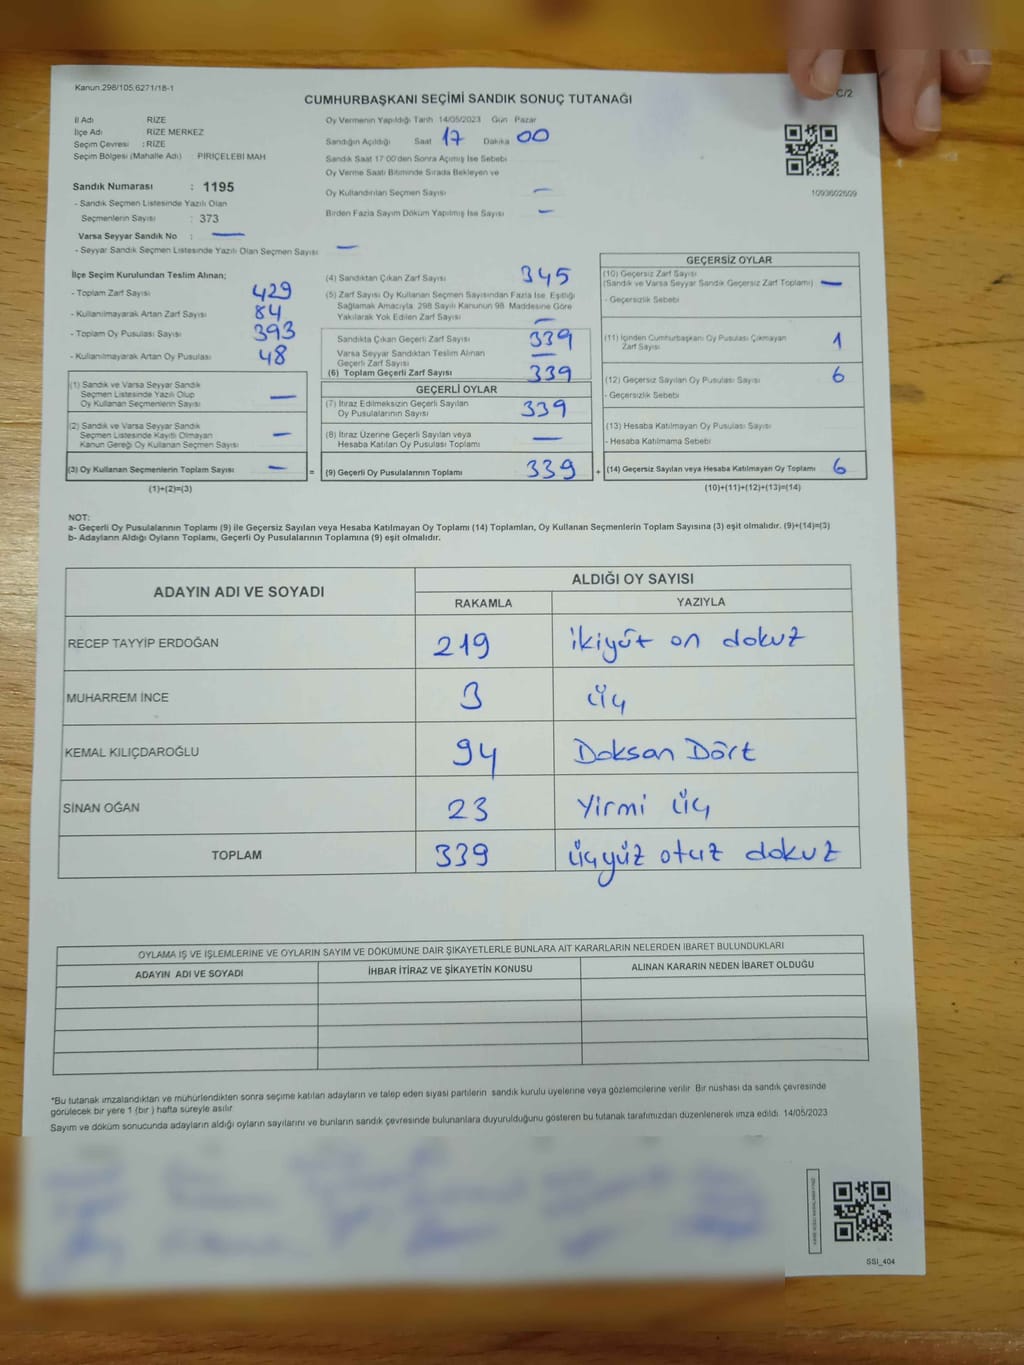 Kanun.298/105,6271/18-1
C/2
CUMHURBAŞKANI SEÇİMİ SANDIK SONUÇ TUTANAĞI
İl Adı RİZE
İlçe Adı RİZE MERKEZ
Seçim Çevresi : RİZE
Seçim Bölgesi (Mahalle Adı) PİRİÇELEBİ MAH
Sandık Numarası : 1195
- Sandık Seçmen Listesinde Yazılı Olan
Seçmenlerin Sayısı : 373
Varsa Seyyar Sandık No : —
- Seyyar Sandık Seçmen Listesinde Yazılı Olan Seçmen Sayısı —
Oy Vermenin Yapıldığı Tarih 14/05/2023 Gün Pazar
Sandığın Açıldığı Saat 17 Dakika 00
Sandık Saat 17:00'den Sonra Açılmış İse Sebebi
Oy Verme Saati Bitiminde Sırada Bekleyen ve
Oy Kullandırılan Seçmen Sayısı —
Birden Fazla Sayım Döküm Yapılmış İse Sayısı —
1093602609
İlçe Seçim Kurulundan Teslim Alınan;
- Toplam Zarf Sayısı 429
- Kullanılmayarak Artan Zarf Sayısı 84
- Toplam Oy Pusulası Sayısı 393
- Kullanılmayarak Artan Oy Pusulası 48
(1) Sandık ve Varsa Seyyar Sandık
Seçmen Listesinde Yazılı Olup
Oy Kullanan Seçmenlerin Sayısı —
(2) Sandık ve Varsa Seyyar Sandık
Seçmen Listesinde Kayıtlı Olmayan
Kanun Gereği Oy Kullanan Seçmen Sayısı —
(3) Oy Kullanan Seçmenlerin Toplam Sayısı —
(1)+(2)=(3)
=
(4) Sandıktan Çıkan Zarf Sayısı 345
(5) Zarf Sayısı Oy Kullanan Seçmen Sayısından Fazla İse, Eşitliği
Sağlamak Amacıyla, 298 Sayılı Kanunun 98. Maddesine Göre
Yakılarak Yok Edilen Zarf Sayısı —
Sandıkta Çıkan Geçerli Zarf Sayısı 339
Varsa Seyyar Sandıktan Teslim Alınan
Geçerli Zarf Sayısı —
(6) Toplam Geçerli Zarf Sayısı 339
GEÇERLİ OYLAR
(7) İtiraz Edilmeksizin Geçerli Sayılan
Oy Pusulalarının Sayısı 339
(8) İtiraz Üzerine Geçerli Sayılan veya
Hesaba Katılan Oy Pusulası Toplamı —
(9) Geçerli Oy Pusulalarının Toplamı 339
+
GEÇERSİZ OYLAR
(10) Geçersiz Zarf Sayısı
(Sandık ve Varsa Seyyar Sandık Geçersiz Zarf Toplamı) —
- Geçersizlik Sebebi
(11) İçinden Cumhurbaşkanı Oy Pusulası Çıkmayan
Zarf Sayısı 1
(12) Geçersiz Sayılan Oy Pusulası Sayısı 6
- Geçersizlik Sebebi
(13) Hesaba Katılmayan Oy Pusulası Sayısı
- Hesaba Katılmama Sebebi
(14) Geçersiz Sayılan veya Hesaba Katılmayan Oy Toplamı 6
(10)+(11)+(12)+(13)=(14)
NOT:
a- Geçerli Oy Pusulalarının Toplamı (9) ile Geçersiz Sayılan veya Hesaba Katılmayan Oy Toplamı (14) Toplamları, Oy Kullanan Seçmenlerin Toplam Sayısına (3) eşit olmalıdır. (9)+(14)=(3)
b- Adayların Aldığı Oyların Toplamı, Geçerli Oy Pusulalarının Toplamına (9) eşit olmalıdır.
ADAYIN ADI VE SOYADI ALDIĞI OY SAYISI
RAKAMLA YAZIYLA
RECEP TAYYİP ERDOĞAN 219 ikiyüz on dokuz
MUHARREM İNCE 3 üç
KEMAL KILIÇDAROĞLU 94 Doksan Dört
SİNAN OĞAN 23 Yirmi üç
TOPLAM 339 üçyüz otuz dokuz
OYLAMA İŞ VE İŞLEMLERİNE VE OYLARIN SAYIM VE DÖKÜMÜNE DAİR ŞİKAYETLERLE BUNLARA AİT KARARLARIN NELERDEN İBARET BULUNDUKLARI
ADAYIN ADI VE SOYADI İHBAR İTİRAZ VE ŞİKAYETİN KONUSU ALINAN KARARIN NEDEN İBARET OLDUĞU
*Bu tutanak imzalandıktan ve mühürlendikten sonra seçime katılan adayların ve talep eden siyasi partilerin sandık kurulu üyelerine veya gözlemcilerine verilir. Bir nüshası da sandık çevresinde
görülecek bir yere 1 (bir ) hafta süreyle asılır.
Sayım ve döküm sonucunda adayların aldığı oyların sayılarını ve bunların sandık çevresinde bulunanlara duyurulduğunu gösteren bu tutanak tarafımızdan düzenlenerek imza edildi. 14/05/2023
SSI_404